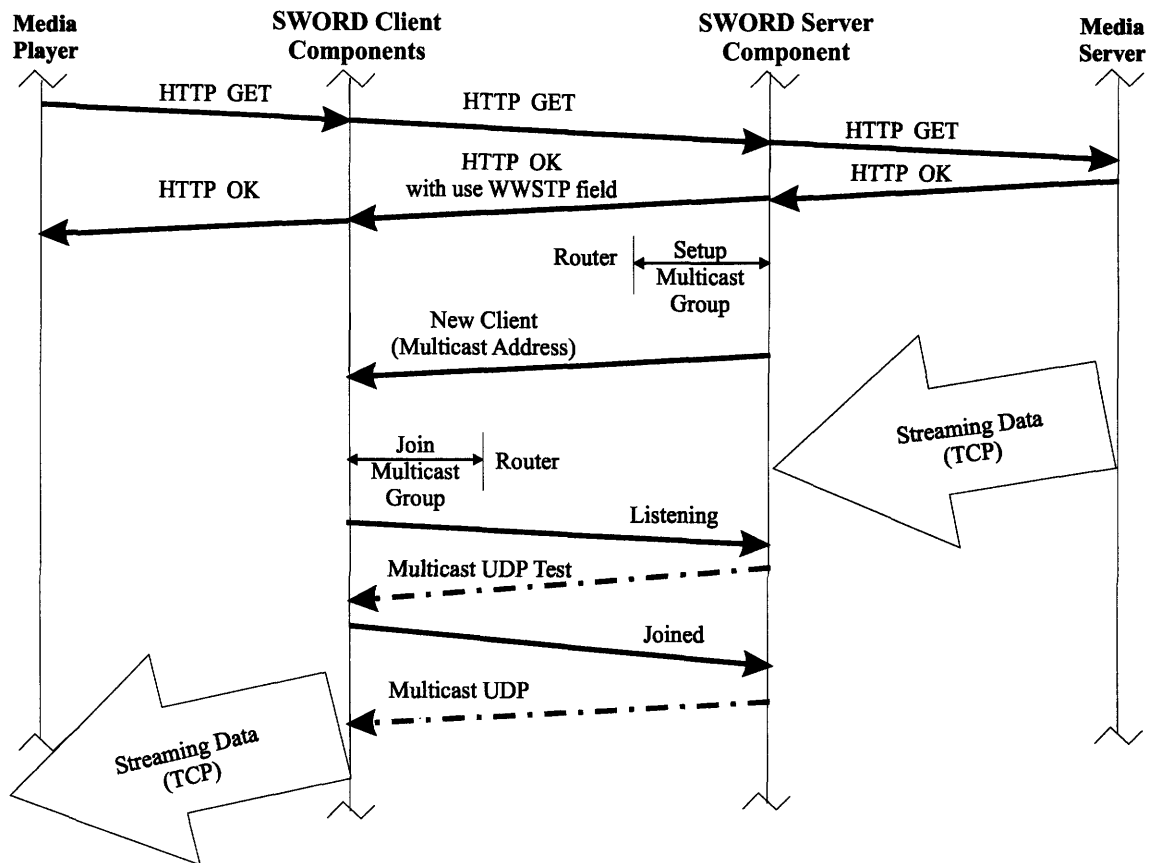 Media
Player
SWORD Client
Components
SWORD Server
Component
Media
Server
HTTP GET
HTTP GET
HTTP GET
HTTP OK
HTTP OK
with use WWSTP field
HTTP OK
Router
Setup
Multicast
Group
New Client
(Multicast Address)
Streaming Data
(TCP)
Join
Multicast
Group
Router
Listening
Multicast UDP Test
Joined
Multicast UDP
Streaming Data
(TCP)